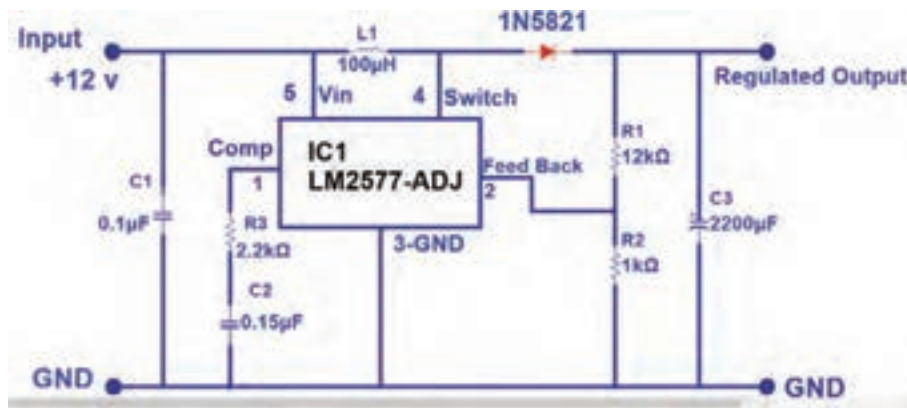 1N5821
Input
+12 v
L1
100µH
Regulated Output
5
Vin
4
Switch
R1
12kΩ
Comp
1
IC1
LM2577-ADJ
Feed Back
2
C1
0.1µF
R3
2.2kΩ
3-GND
C3
2200µF
R2
1kΩ
C2
0.15µF
GND
GND